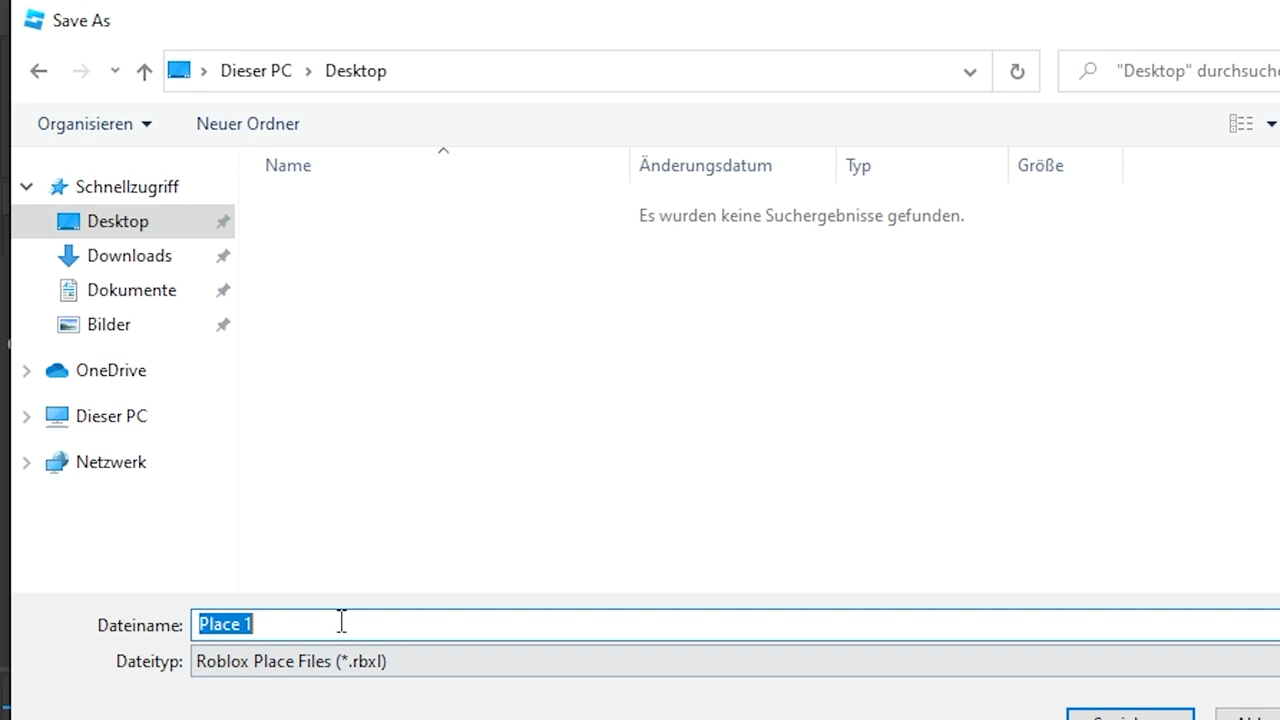 Save As
Dieser PC > Desktop
"Desktop" durchsuche
Organisieren
Neuer Ordner
Name
Änderungsdatum
Typ
Größe
Schnellzugriff
Es wurden keine Suchergebnisse gefunden.
Desktop
Downloads
Dokumente
Bilder
OneDrive
Dieser PC
Netzwerk
Dateiname: Place 1
Dateityp: Roblox Place Files (*.rbxl)